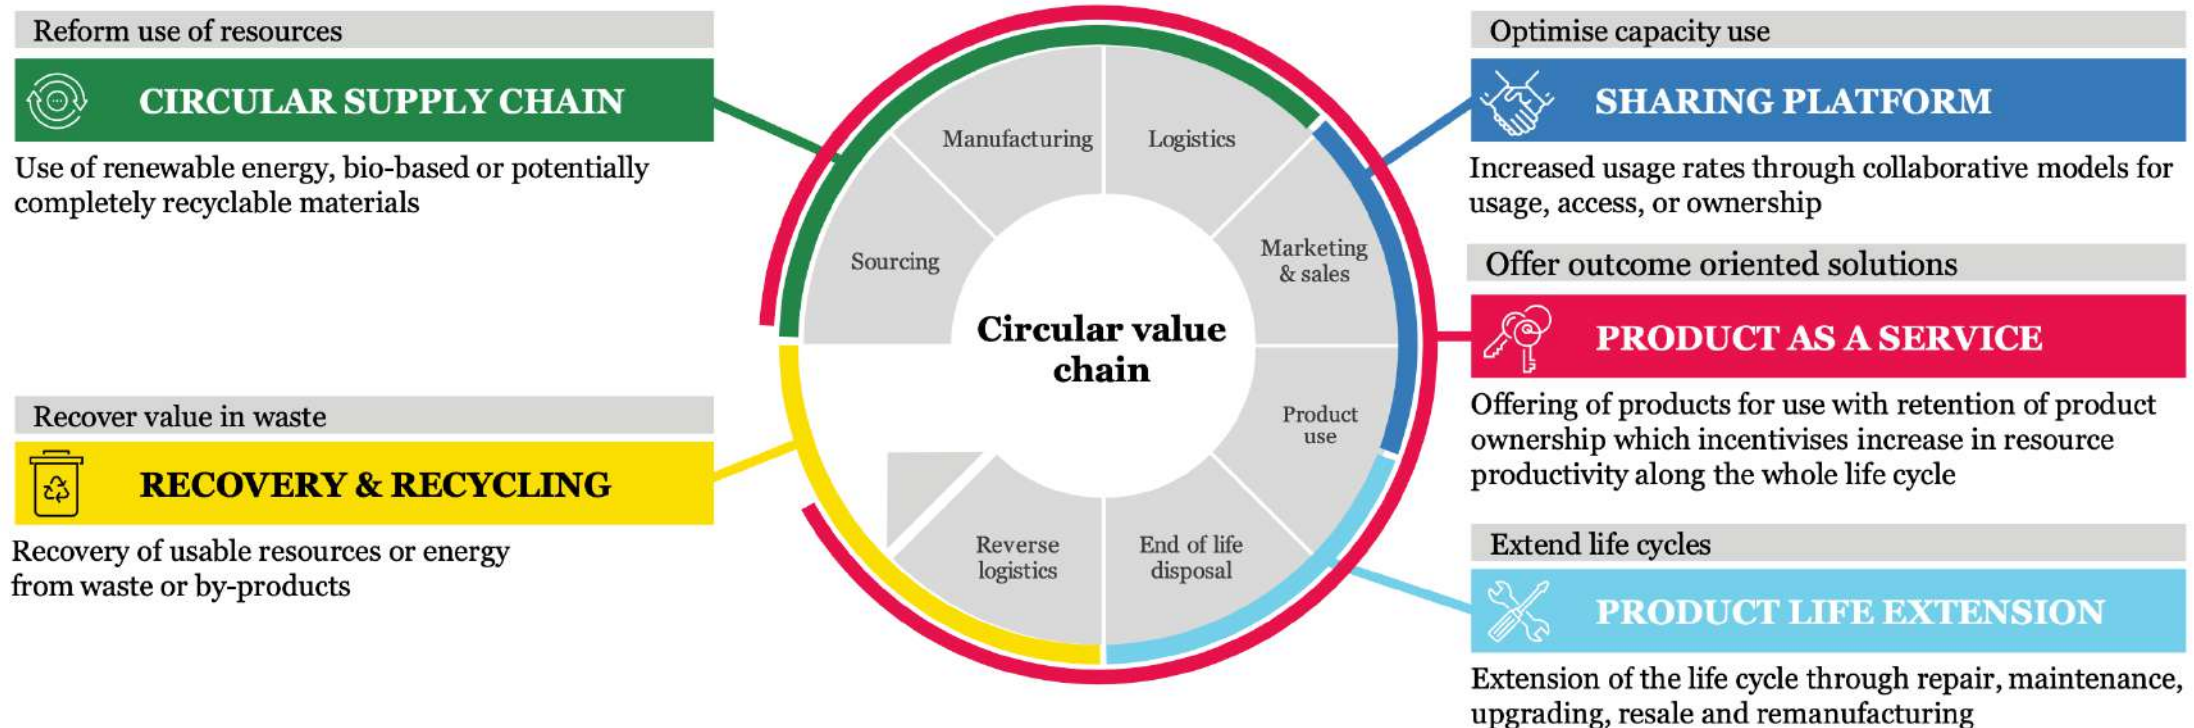 Reform use of resources
CIRCULAR SUPPLY CHAIN
Use of renewable energy, bio-based or potentially
completely recyclable materials
Recover value in waste
RECOVERY & RECYCLING
Recovery of usable resources or energy
from waste or by-products
Manufacturing
Logistics
Sourcing
Marketing
& sales
Circular value
chain
Product
use
Reverse
logistics
End of life
disposal
Optimise capacity use
SHARING PLATFORM
Increased usage rates through collaborative models for
usage, access, or ownership
Offer outcome oriented solutions
PRODUCT AS A SERVICE
Offering of products for use with retention of product
ownership which incentivises increase in resource
productivity along the whole life cycle
Extend life cycles
PRODUCT LIFE EXTENSION
Extension of the life cycle through repair, maintenance,
upgrading, resale and remanufacturing